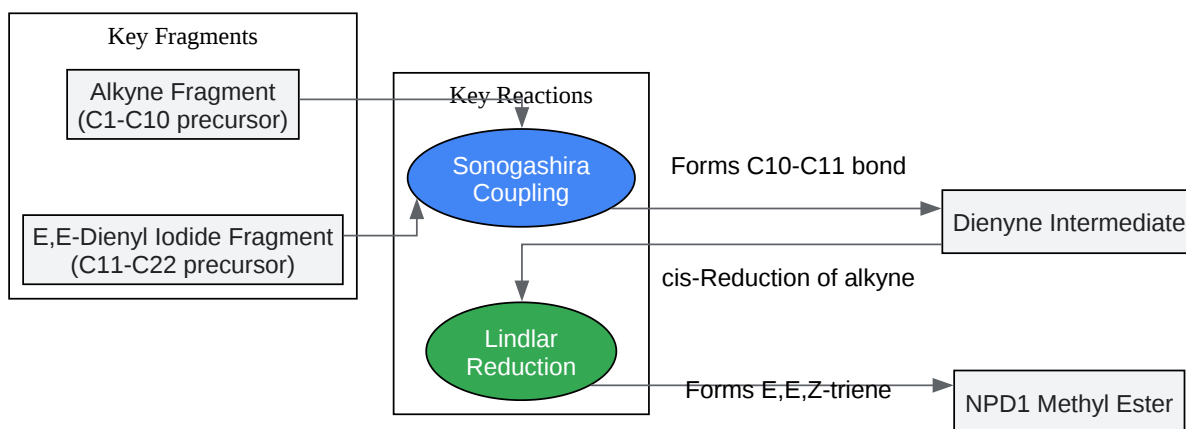 Key Fragments
Alkyne Fragment
(C1-C10 precursor)
E,E-Dienyl Iodide Fragment
(C11-C22 precursor)
Key Reactions
Sonogashira
Coupling
Forms C10-C11 bond
Dienyne Intermediate
cis-Reduction of alkyne
Lindlar
Reduction
Forms E,E,Z-triene
NPD1 Methyl Ester